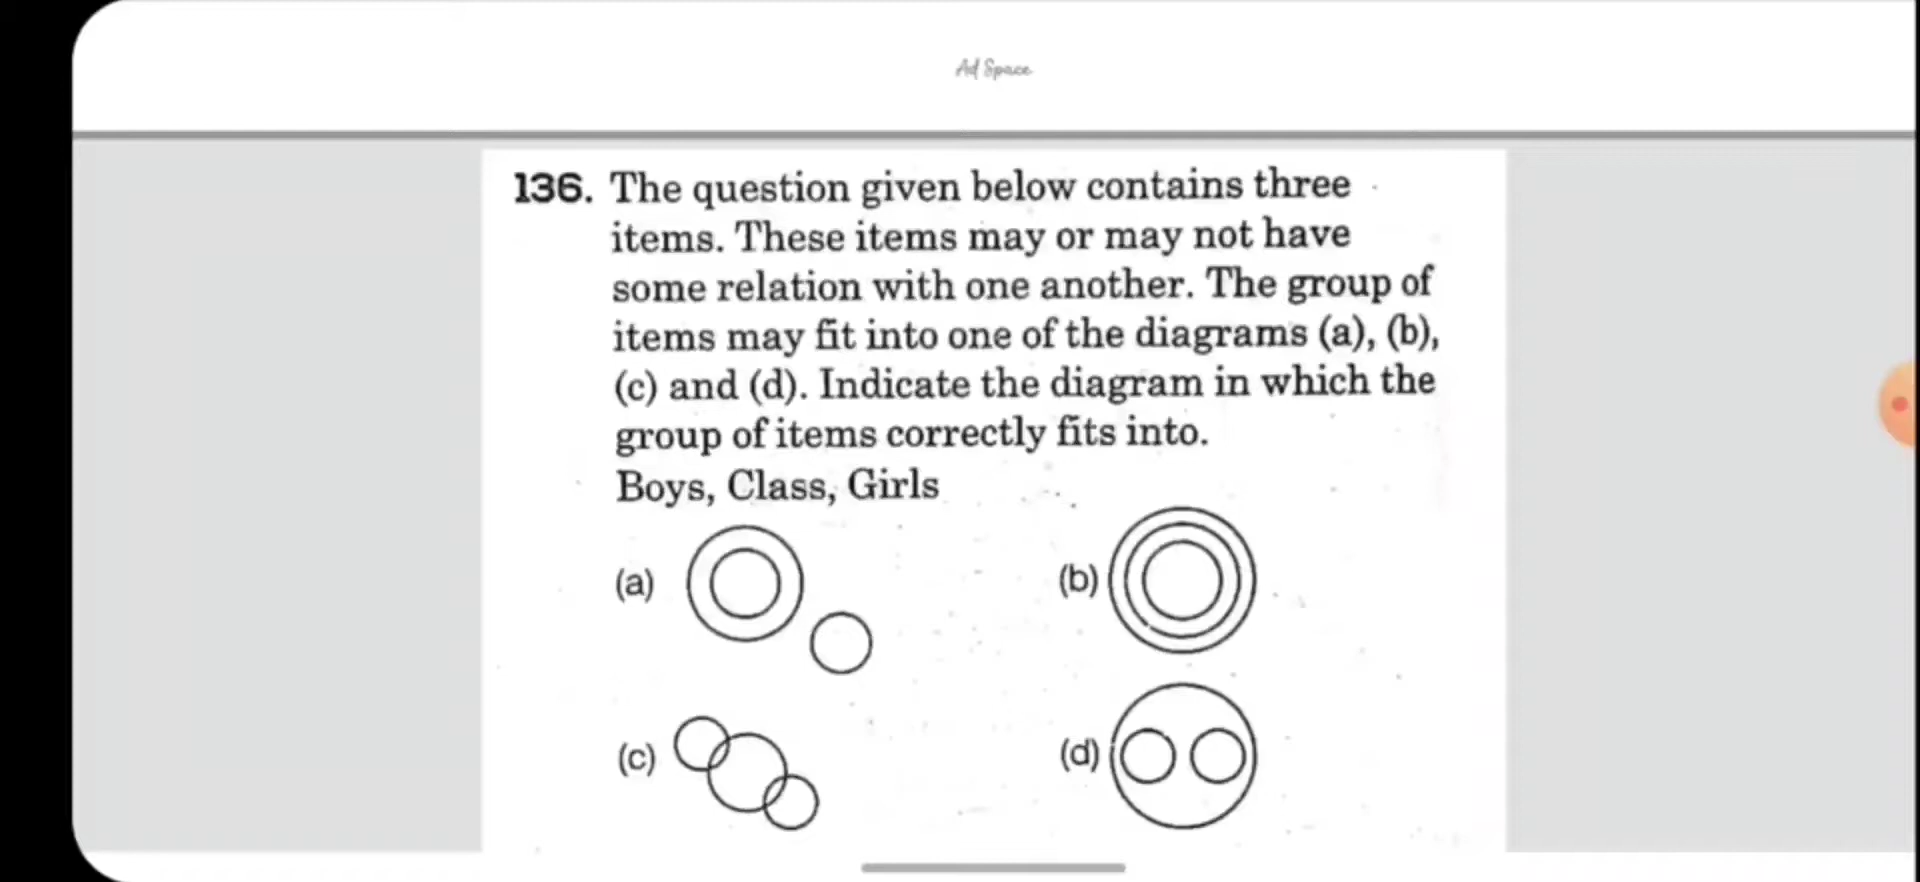 Ad Space
136. The question given below contains three
items. These items may or may not have
some relation with one another. The group of
items may fit into one of the diagrams (a), (b),
(c) and (d). Indicate the diagram in which the
group of items correctly fits into.
Boys, Class, Girls
(a)
(b)
(c)
(d)